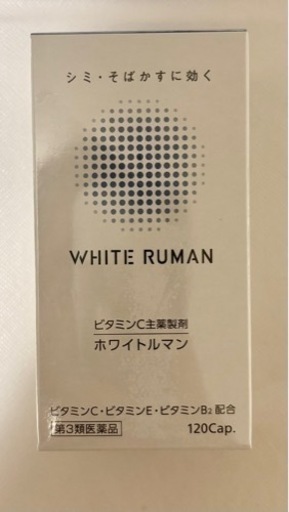 シミ・そばかすに効く
WHITE RUMAN
ビタミンC主薬製剤
ホワイトルマン
ビタミンC・ビタミンE・ビタミンB₂ 配合
第3類医薬品 120Cap.